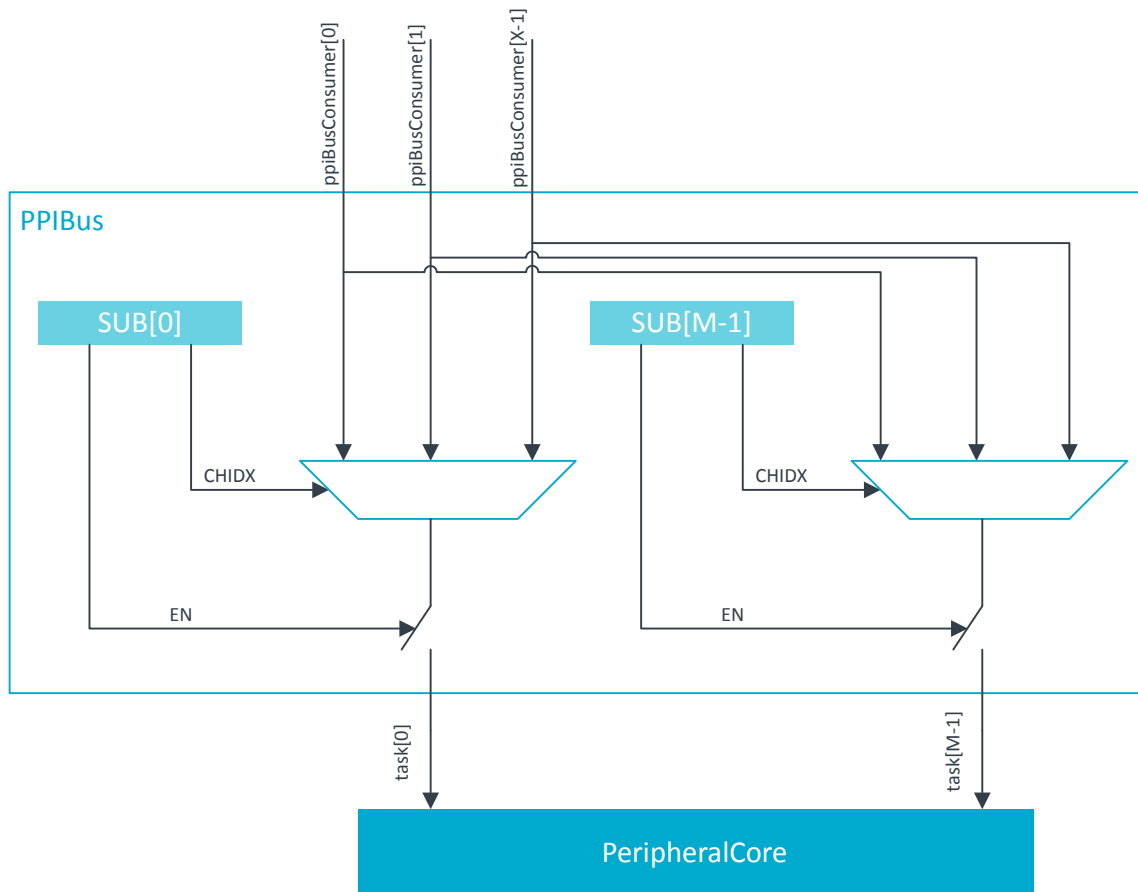 ppiBusConsumer[0]
ppiBusConsumer[1]
ppiBusConsumer[X-1]
PPIBus
SUB[0]
SUB[M-1]
CHIDX
CHIDX
EN
EN
task[0]
task[M-1]
PeripheralCore